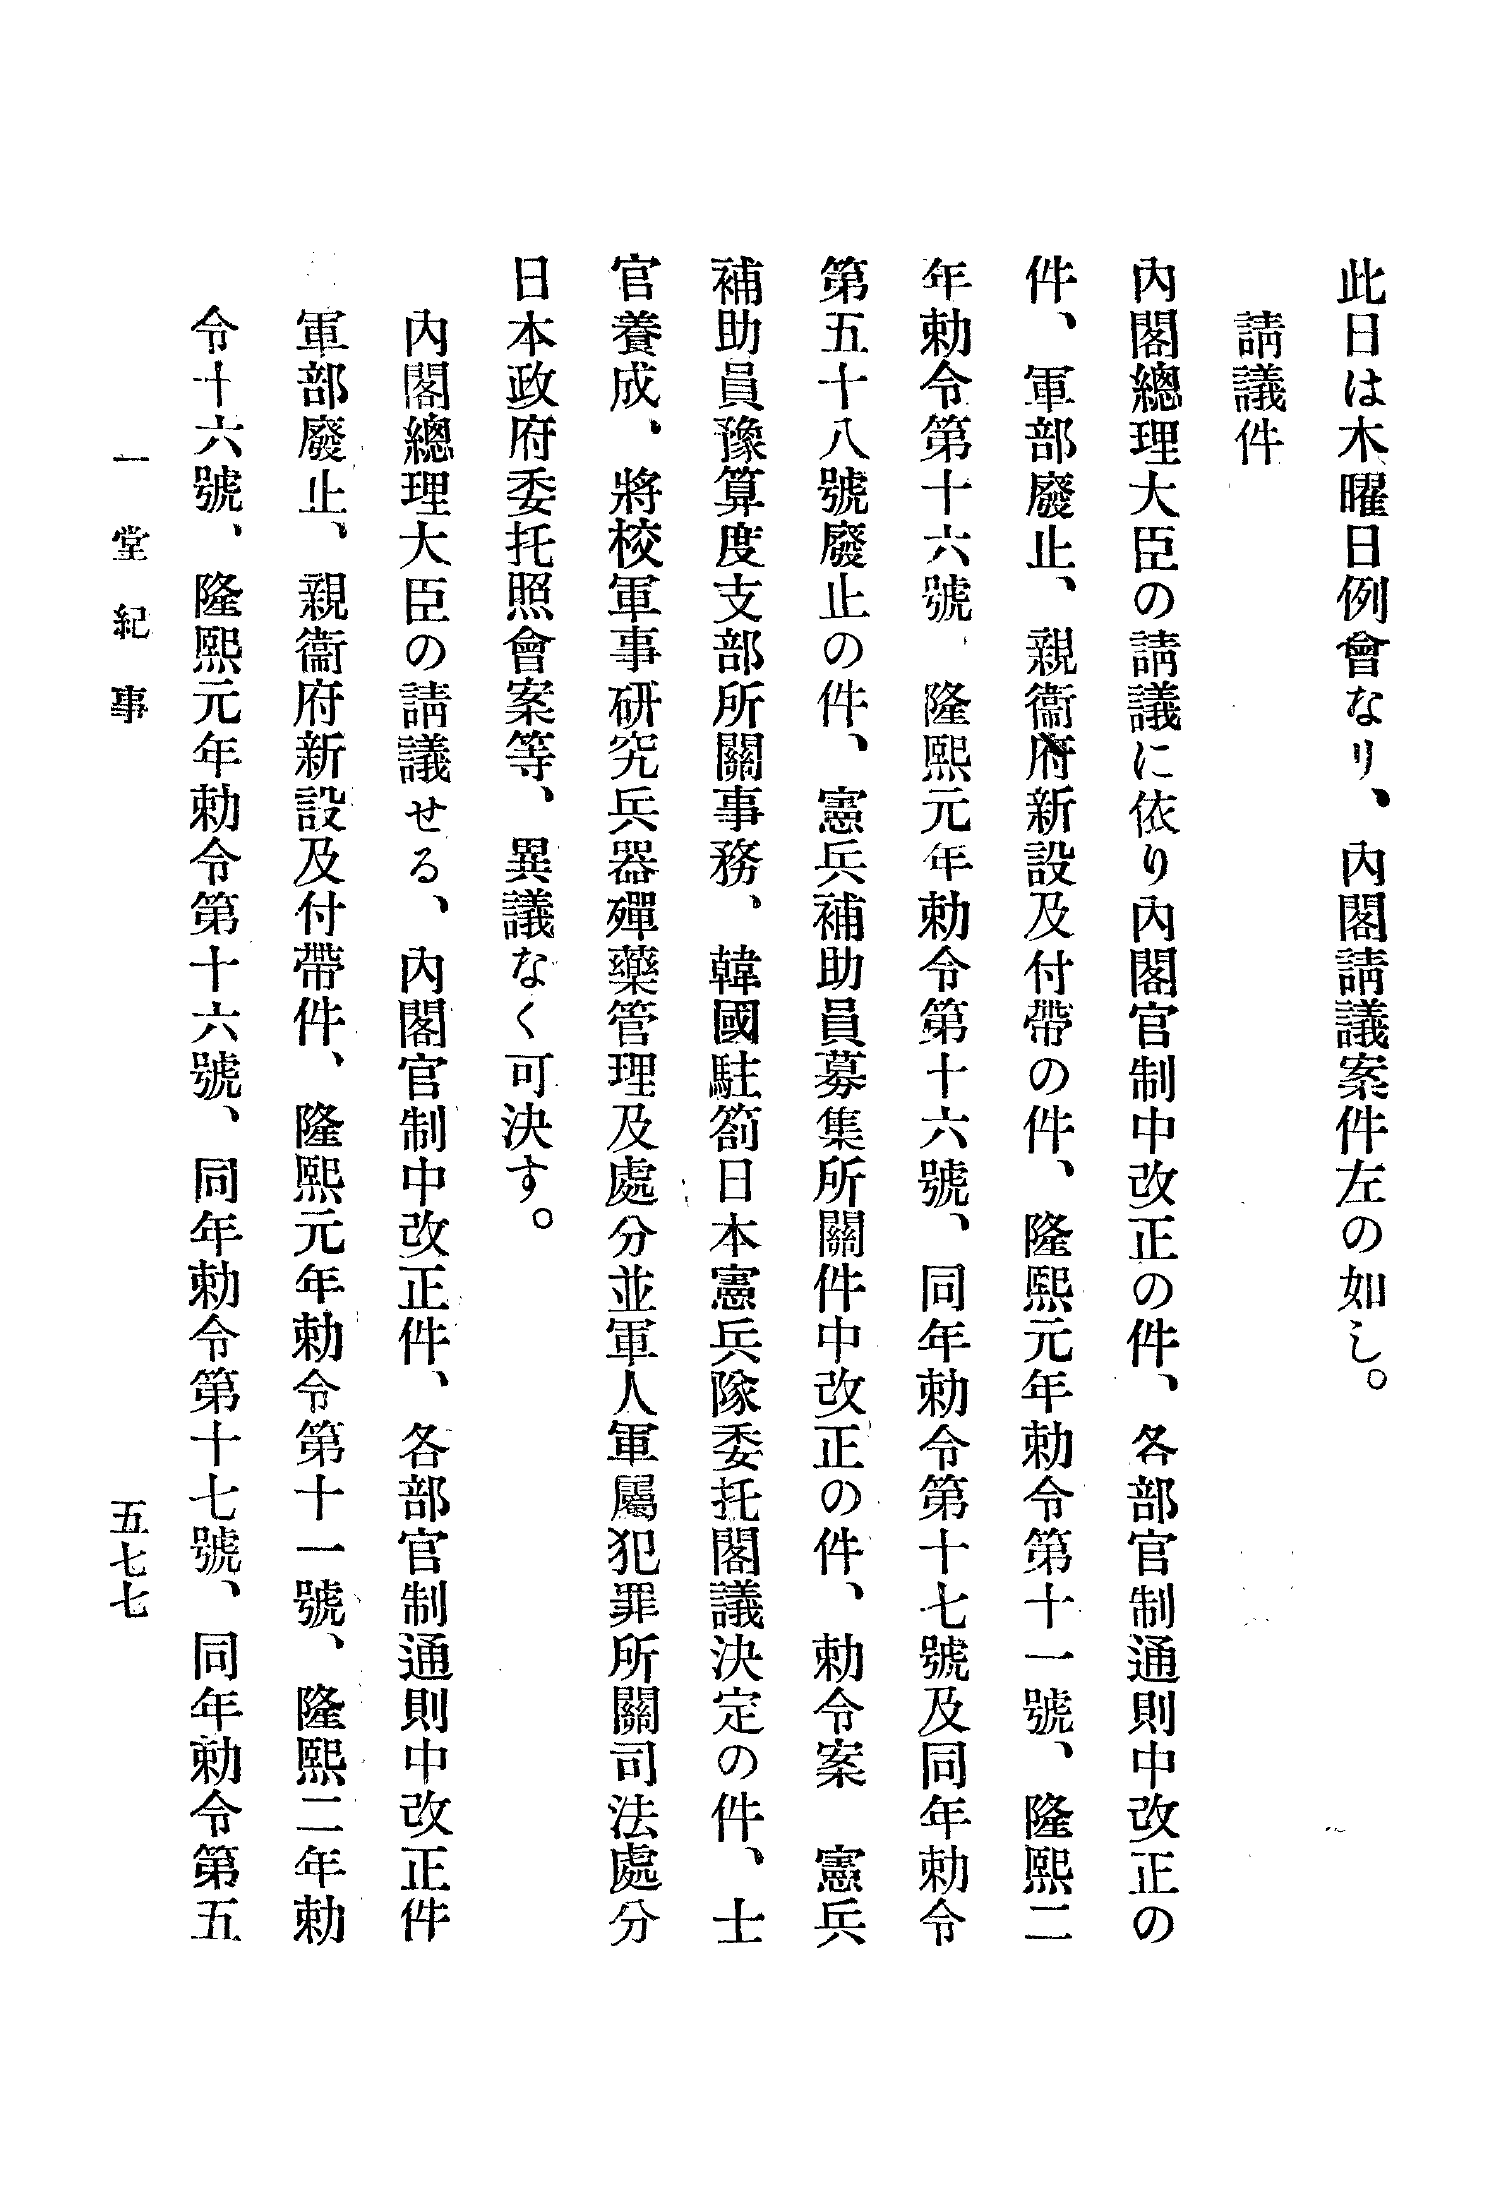 此日は木曜日例會なり、內閣請議案件左の如し。
請議件
內閣總理大臣の請議に依り內閣官制中改正の件、各部官制通則中改正の
件、軍部廢止、親衞府新設及付帶の件、隆熙元年勅令第十一號、隆熙二
年勅令第十六號、隆熙元年勅令第十六號、同年勅令第十七號及同年勅令
第五十八號廢止の件、憲兵補助員募集所關件中改正の件、勅令案　憲兵
補助員豫算度支部所關事務、韓國駐箚日本憲兵隊委托閣議決定の件、士
官養成、將校軍事研究兵器彈藥管理及處分並軍人軍屬犯罪所關司法處分
日本政府委托照會案等、異議なく可決す。
內閣總理大臣の請議せる、內閣官制中改正件、各部官制通則中改正件
軍部廢止、親衞府新設及付帶件、隆熙元年勅令第十一號、隆熙二年勅
令十六號、隆熙元年勅令第十六號、同年勅令第十七號、同年勅令第五
一堂紀事
五七七